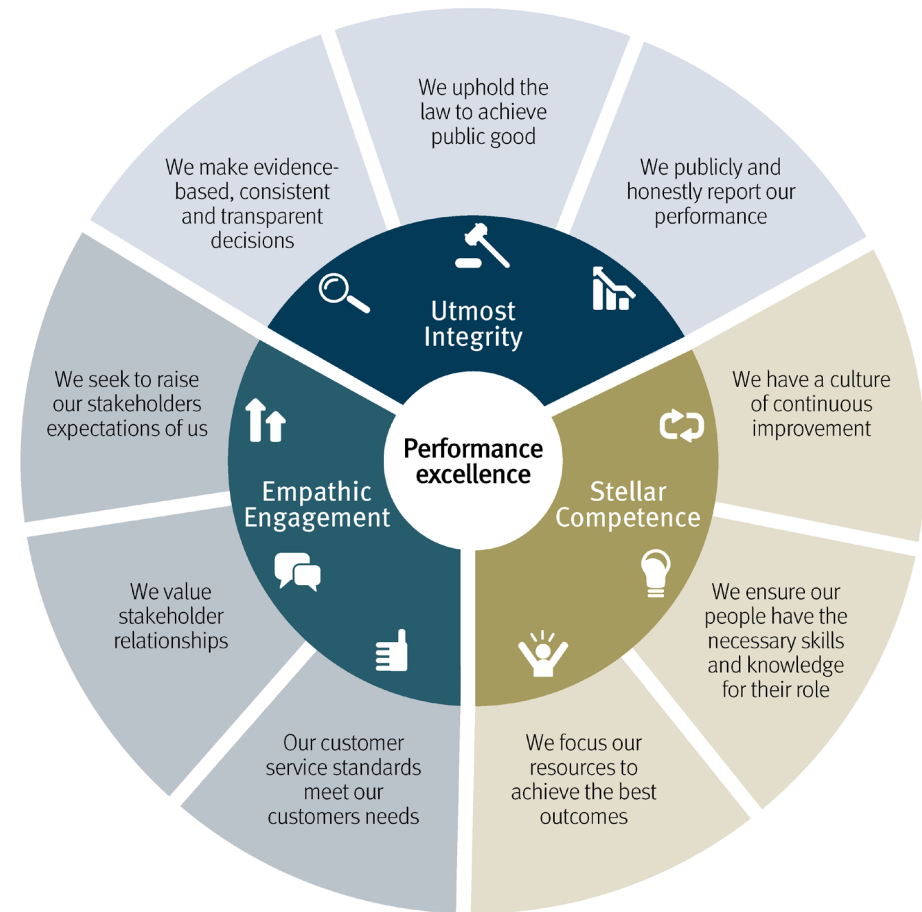 We uphold the
law to achieve
public good
We publicly and
honestly report our
performance
We have a culture
of continuous
improvement
We ensure our
people have the
necessary skills
and knowledge
for their role
We focus our
resources to
achieve the best
outcomes
Our customer
service standards
meet our
customers needs
We value
stakeholder
relationships
We seek to raise
our stakeholders
expectations of us
We make evidence-
based, consistent
and transparent
decisions
Utmost
Integrity
Stellar
Competence
Empathic
Engagement
Performance
excellence